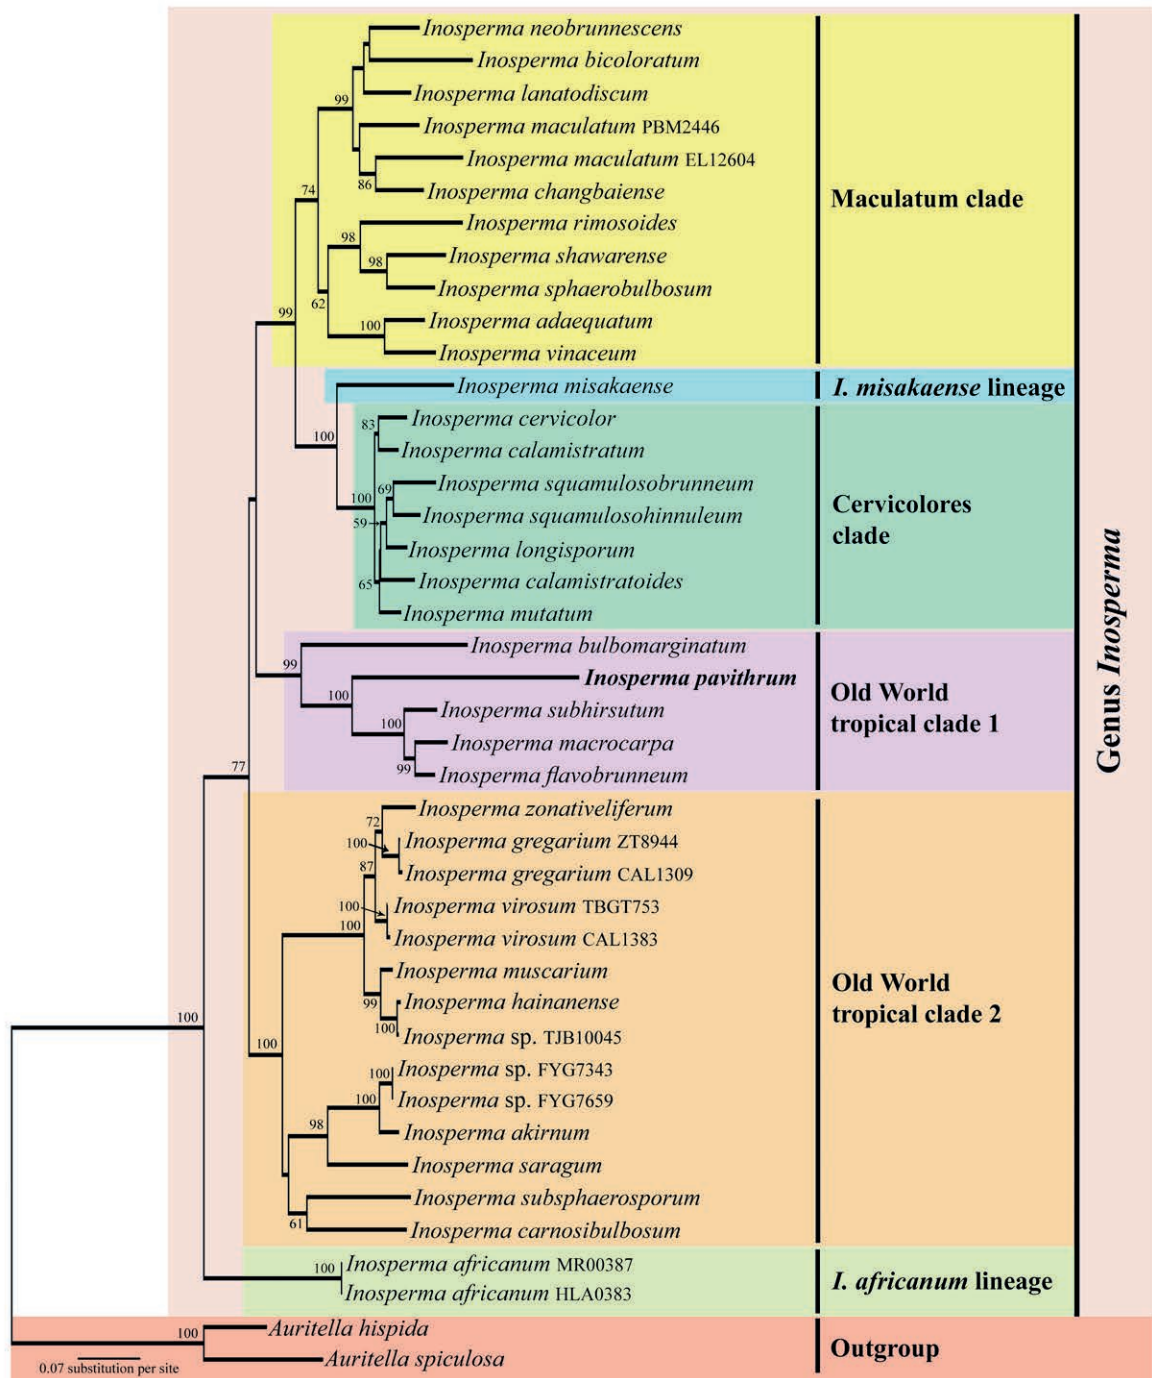 Inosperma neobrunnescens
Inosperma bicoloratum
Inosperma lanatodiscum
99
Inosperma maculatum PBM2446
Inosperma maculatum EL12604
86
Inosperma changbaiense
74
Maculatum clade
Inosperma rimosoides
98
Inosperma shawarense
98
Inosperma sphaerobulbosum
62
99
Inosperma adaequatum
100
Inosperma vinaceum
Inosperma misakaense
I. misakaense lineage
Inosperma cervicolor
83
100
Inosperma calamistratum
Inosperma squamulosobrunneum
69
100
Cervicolores
clade
Inosperma squamulosohinnuleum
59
Inosperma longisporum
Inosperma calamistratoides
65
Inosperma mutatum
Inosperma bulbomarginatum
99
Inosperma pavithrum
100
Old World
tropical clade 1
Inosperma subhirsutum
100
Inosperma macrocarpa
99
Inosperma flavobrunneum
77
Genus Inosperma
Inosperma zonativeliferum
72
Inosperma gregarium ZT8944
100
87
Inosperma gregarium CAL1309
Inosperma virosum TBGT753
100
100
Inosperma virosum CAL1383
Inosperma muscarium
99
Inosperma hainanense
100
Inosperma sp. TJB10045
Old World
tropical clade 2
100
100
Inosperma sp. FYG7343
100
Inosperma sp. FYG7659
100
Inosperma akirnum
98
Inosperma saragum
Inosperma subsphaerosporum
61
Inosperma carnosibulbosum
Inosperma africanum MR00387
100
Inosperma africanum HLA0383
I. africanum lineage
Auritella hispida
100
Auritella spiculosa
Outgroup
0.07 substitution per site